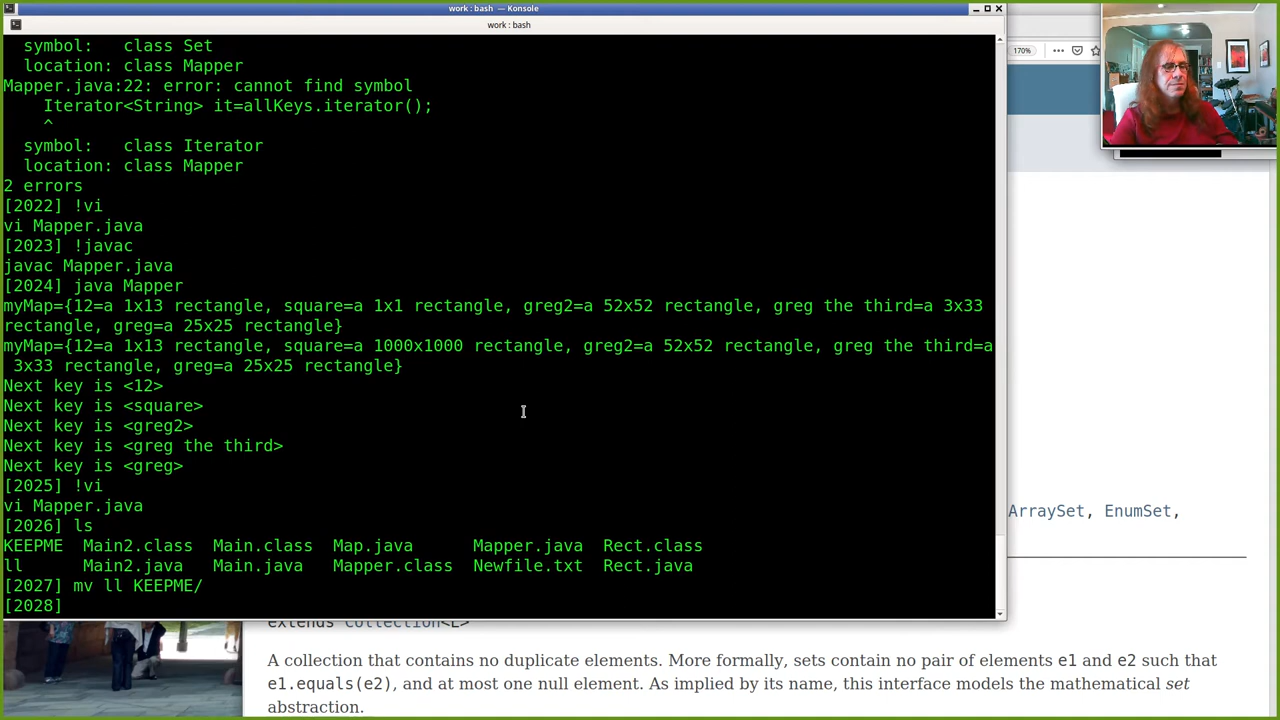 work : bash — Konsole
work : bash
symbol:   class Set
location: class Mapper
Mapper.java:22: error: cannot find symbol
Iterator<String> it=allKeys.iterator();
^
symbol:   class Iterator
location: class Mapper
2 errors
[2022] !vi
vi Mapper.java
[2023] !javac
javac Mapper.java
[2024] java Mapper
myMap={12=a 1x13 rectangle, square=a 1x1 rectangle, greg2=a 52x52 rectangle, greg the third=a 3x33
rectangle, greg=a 25x25 rectangle}
myMap={12=a 1x13 rectangle, square=a 1000x1000 rectangle, greg2=a 52x52 rectangle, greg the third=a
3x33 rectangle, greg=a 25x25 rectangle}
Next key is <12>
Next key is <square>
Next key is <greg2>
Next key is <greg the third>
Next key is <greg>
[2025] !vi
vi Mapper.java
[2026] ls
KEEPME  Main2.class  Main.class  Map.java      Mapper.java  Rect.class
ll      Main2.java   Main.java   Mapper.class  Newfile.txt  Rect.java
[2027] mv ll KEEPME/
[2028]
170%
ArraySet, EnumSet,
extends Collection<E>
A collection that contains no duplicate elements. More formally, sets contain no pair of elements e1 and e2 such that
e1.equals(e2), and at most one null element. As implied by its name, this interface models the mathematical set
abstraction.